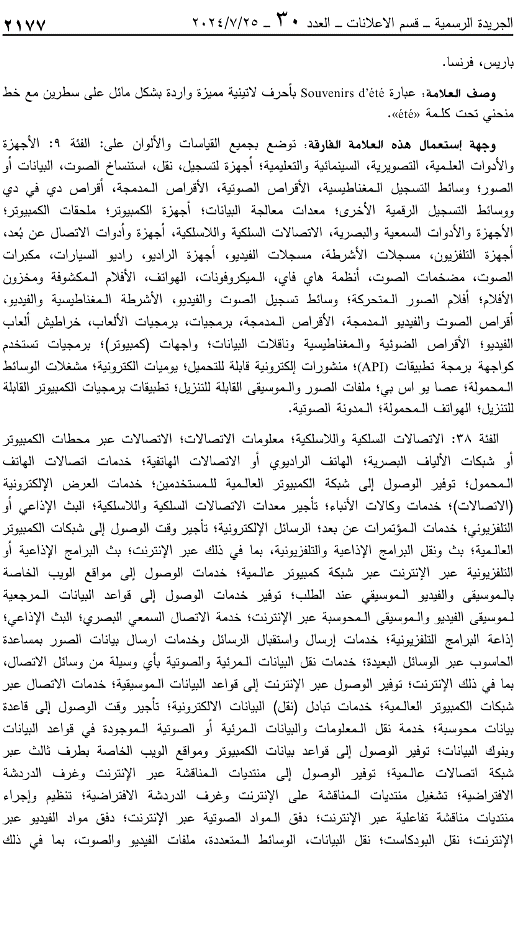 الجريدة الرسمية ــ قسم الاعلانات ــ العدد ٣٠ ــ ٢٠٢٤/٧/٢٥ ٢١٧٧
باريس، فرنسا.
وصف العلامة: عبارة Souvenirs d’été بأحرف لاتينية مميزة واردة بشكل مائل على سطرين مع خط
منحني تحت كلمة «été».
وجهة إستعمال هذه العلامة الفارقة: توضع بجميع القياسات والألوان على: الفئة ٩: الأجهزة
والأدوات العلمية، التصويرية، السينمائية والتعليمية؛ أجهزة لتسجيل، نقل، استنساخ الصوت، البيانات أو
الصور؛ وسائط التسجيل المغناطيسية، الأقراص الصوتية، الأقراص المدمجة، أقراص دي في دي
ووسائط التسجيل الرقمية الأخرى؛ معدات معالجة البيانات؛ أجهزة الكمبيوتر؛ ملحقات الكمبيوتر؛
الأجهزة والأدوات السمعية والبصرية، الاتصالات السلكية واللاسلكية، أجهزة وأدوات الاتصال عن بُعد،
أجهزة التلفزيون، مسجلات الأشرطة، مسجلات الفيديو، أجهزة الراديو، راديو السيارات، مكبرات
الصوت، مضخمات الصوت، أنظمة هاي فاي، الميكروفونات، الهواتف، الأفلام المكشوفة ومخزون
الأفلام؛ أفلام الصور المتحركة؛ وسائط تسجيل الصوت والفيديو، الأشرطة المغناطيسية والفيديو،
أقراص الصوت والفيديو المدمجة، الأقراص المدمجة، برمجيات، برمجيات الألعاب، خراطيش ألعاب
الفيديو؛ الأقراص الضوئية والمغناطيسية وناقلات البيانات؛ واجهات (كمبيوتر)؛ برمجيات تستخدم
كواجهة برمجة تطبيقات (API)؛ منشورات إلكترونية قابلة للتحميل؛ يوميات الكترونية؛ مشغلات الوسائط
المحمولة؛ عصا يو اس بي؛ ملفات الصور والموسيقى القابلة للتنزيل؛ تطبيقات برمجيات الكمبيوتر القابلة
للتنزيل؛ الهواتف المحمولة؛ المدونة الصوتية.
الفئة ٣٨: الاتصالات السلكية واللاسلكية؛ معلومات الاتصالات؛ الاتصالات عبر محطات الكمبيوتر
أو شبكات الألياف البصرية؛ الهاتف الراديوي أو الاتصالات الهاتفية؛ خدمات اتصالات الهاتف
المحمول؛ توفير الوصول إلى شبكة الكمبيوتر العالمية للمستخدمين؛ خدمات العرض الإلكترونية
(الاتصالات)؛ خدمات وكالات الأنباء؛ تأجير معدات الاتصالات السلكية واللاسلكية؛ البث الإذاعي أو
التلفزيوني؛ خدمات المؤتمرات عن بعد؛ الرسائل الإلكترونية؛ تأجير وقت الوصول إلى شبكات الكمبيوتر
العالمية؛ بث ونقل البرامج الإذاعية والتلفزيونية، بما في ذلك عبر الإنترنت؛ بث البرامج الإذاعية أو
التلفزيونية عبر الإنترنت عبر شبكة كمبيوتر عالمية؛ خدمات الوصول إلى مواقع الويب الخاصة
بالموسيقى والفيديو الموسيقي عند الطلب؛ توفير خدمات الوصول إلى قواعد البيانات المرجعية
لموسيقى الفيديو والموسيقى المحوسبة عبر الإنترنت؛ خدمة الاتصال السمعي البصري؛ البث الإذاعي؛
إذاعة البرامج التلفزيونية؛ خدمات إرسال واستقبال الرسائل وخدمات ارسال بيانات الصور بمساعدة
الحاسوب عبر الوسائل البعيدة؛ خدمات نقل البيانات المرئية والصوتية بأي وسيلة من وسائل الاتصال،
بما في ذلك الإنترنت؛ توفير الوصول عبر الإنترنت إلى قواعد البيانات الموسيقية؛ خدمات الاتصال عبر
شبكات الكمبيوتر العالمية؛ خدمات تبادل (نقل) البيانات الالكترونية؛ تأجير وقت الوصول إلى قاعدة
بيانات محوسبة؛ خدمة نقل المعلومات والبيانات المرئية أو الصوتية الموجودة في قواعد البيانات
وبنوك البيانات؛ توفير الوصول إلى قواعد بيانات الكمبيوتر ومواقع الويب الخاصة بطرف ثالث عبر
شبكة اتصالات عالمية؛ توفير الوصول إلى منتديات المناقشة عبر الإنترنت وغرف الدردشة
الافتراضية؛ تشغيل منتديات المناقشة على الإنترنت وغرف الدردشة الافتراضية؛ تنظيم وإجراء
منتديات مناقشة تفاعلية عبر الإنترنت؛ دفق المواد الصوتية عبر الإنترنت؛ دفق مواد الفيديو عبر
الإنترنت؛ نقل البودكاست؛ نقل البيانات، الوسائط المتعددة، ملفات الفيديو والصوت، بما في ذلك